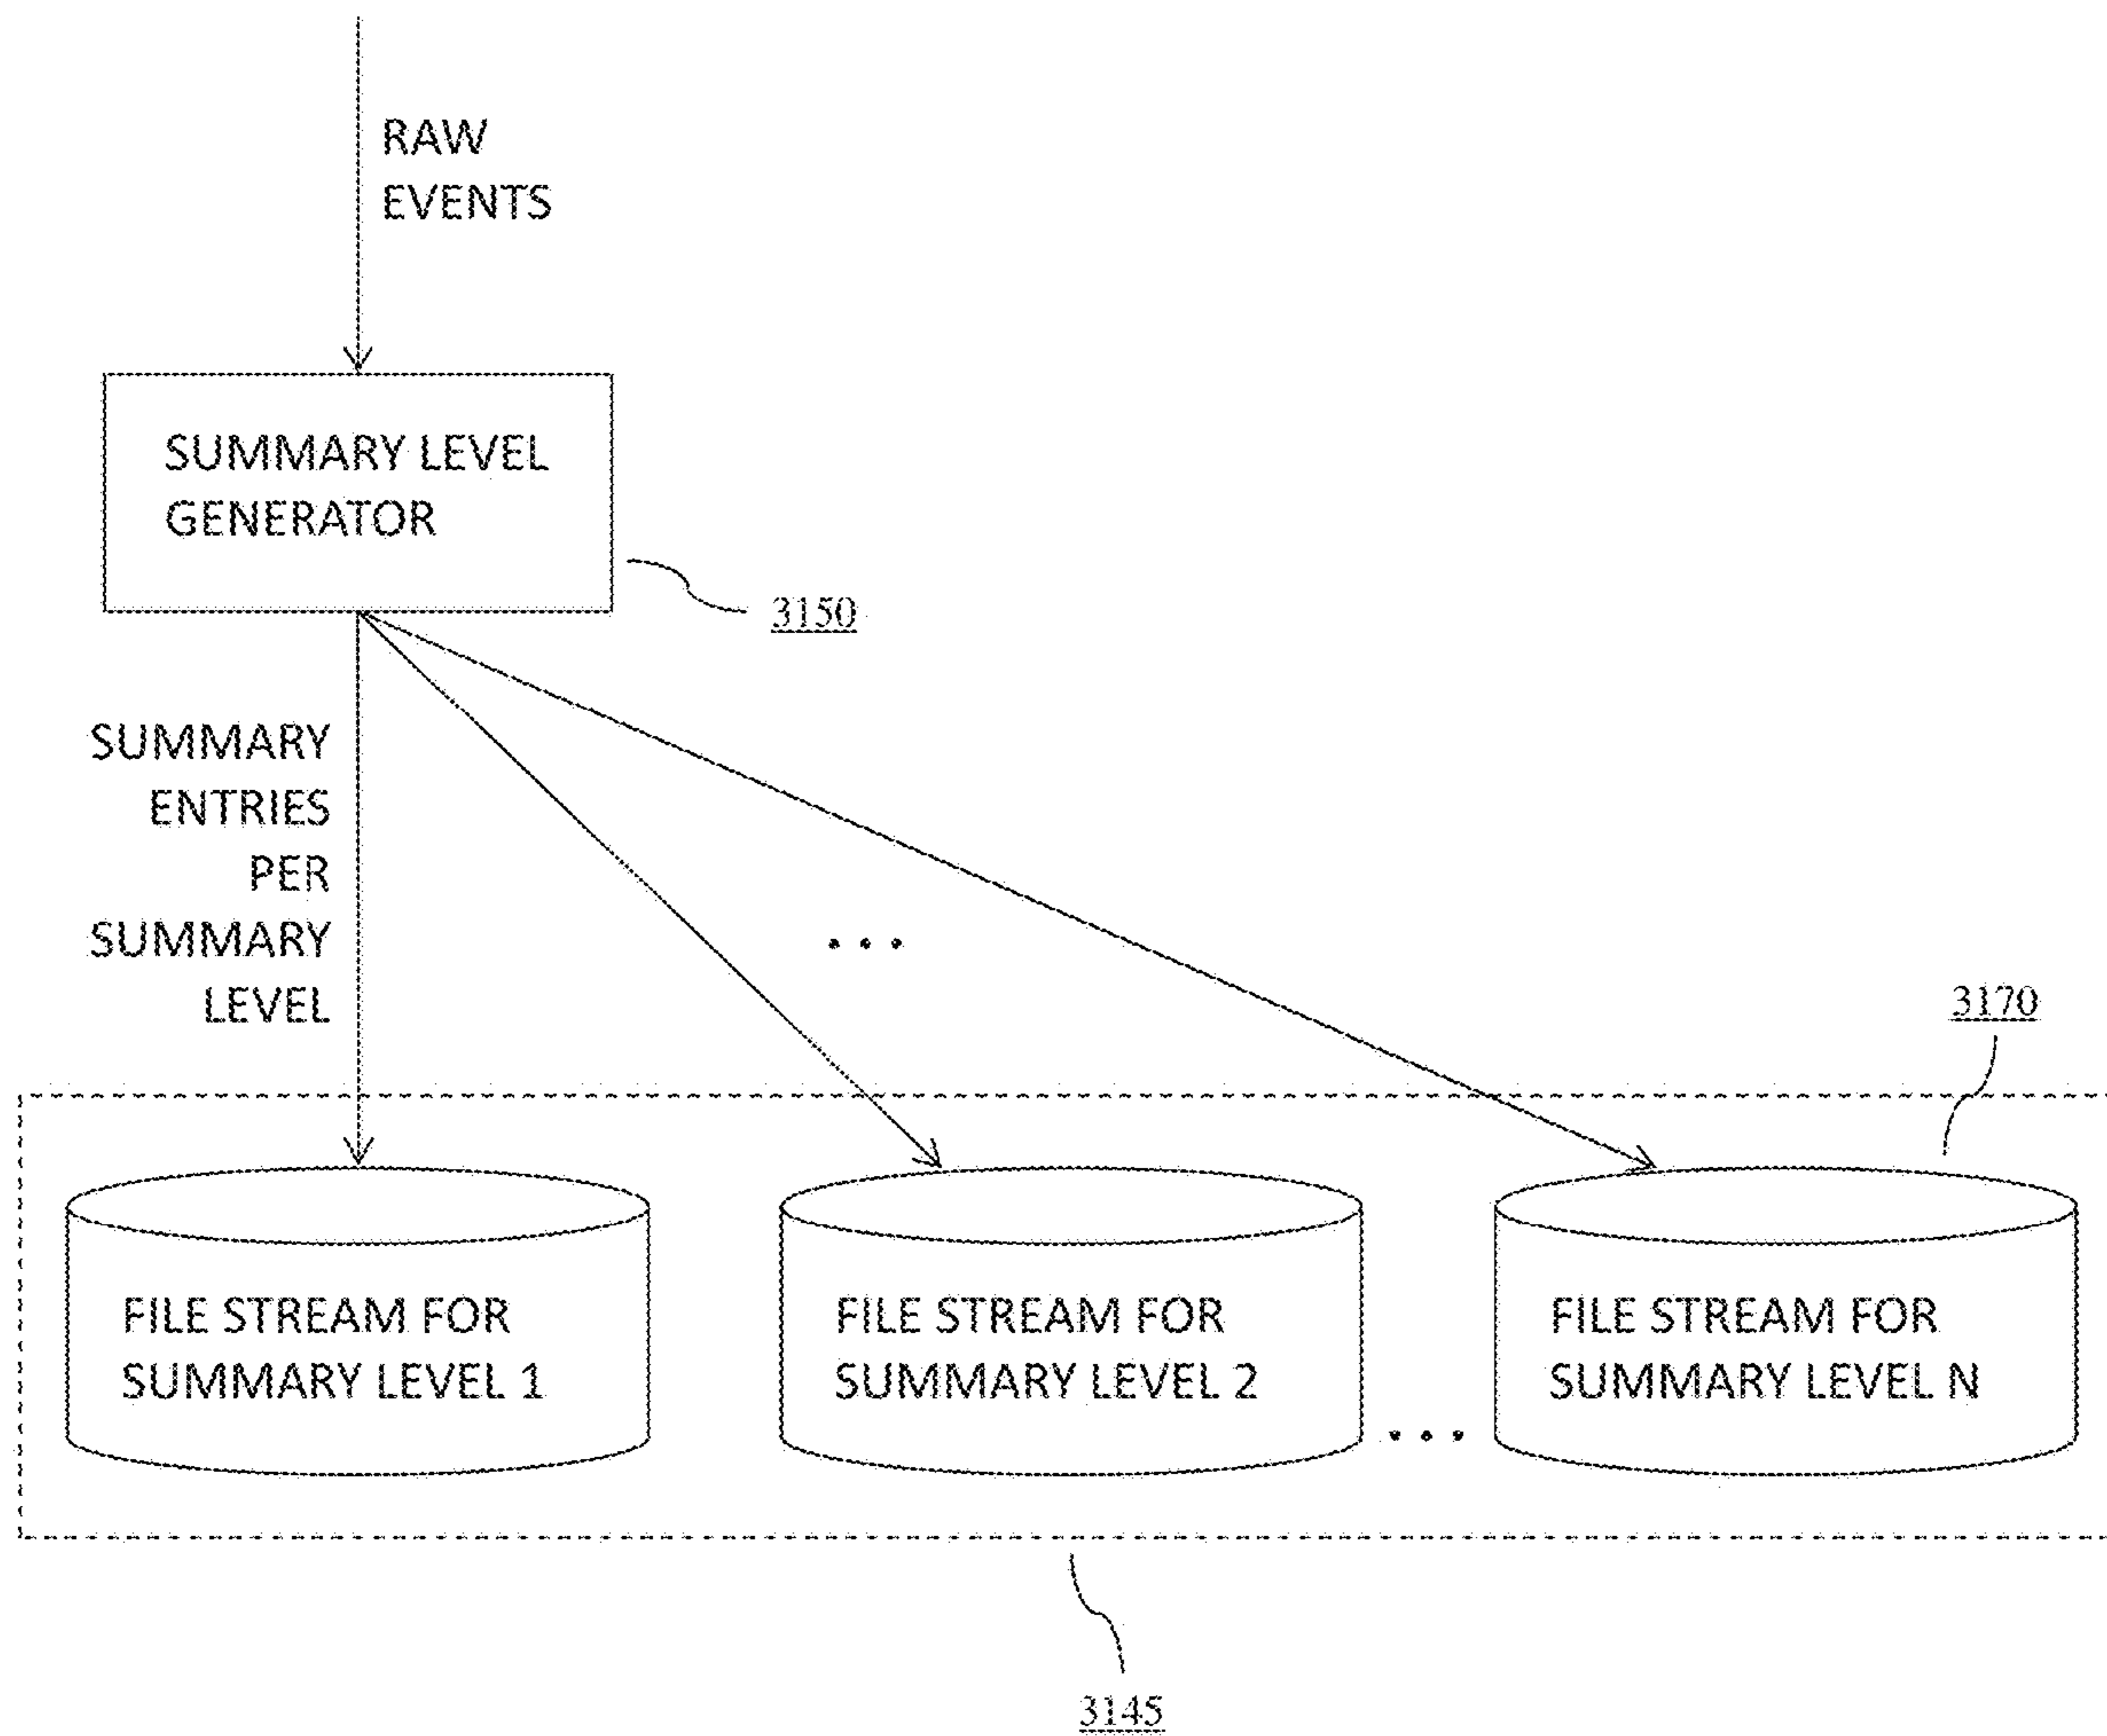 RAW
EVENTS
SUMMARY LEVEL
GENERATOR
3150
SUMMARY
ENTRIES
PER
SUMMARY
LEVEL
...
3170
FILE STREAM FOR
SUMMARY LEVEL 1
FILE STREAM FOR
SUMMARY LEVEL 2
...
FILE STREAM FOR
SUMMARY LEVEL N
3145